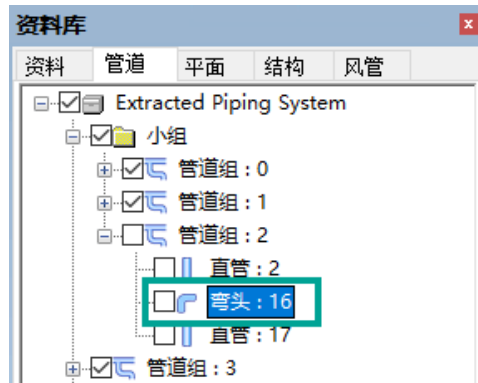 资料库
资料 管道 平面 结构 风管
Extracted Piping System
小组
管道组 : 0
管道组 : 1
管道组 : 2
直管 : 2
弯头 : 16
直管 : 17
管道组 : 3